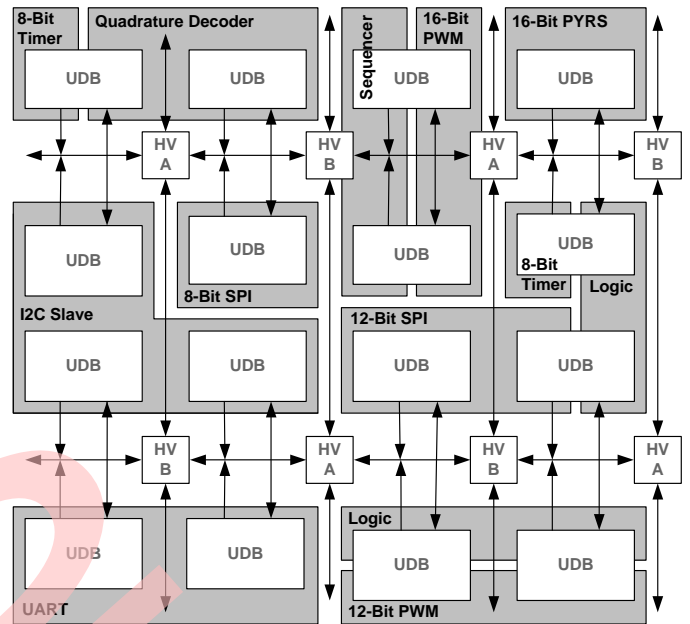 8-Bit
Timer
Quadrature Decoder
Sequencer
16-Bit
PWM
16-Bit PYRS
UDB
UDB
UDB
UDB
HV
A
HV
B
HV
A
HV
B
UDB
UDB
UDB
UDB
I2C Slave
8-Bit SPI
8-Bit
Timer
Logic
12-Bit SPI
UDB
UDB
UDB
UDB
HV
B
HV
A
HV
B
HV
A
Logic
UDB
UDB
UDB
UDB
UART
12-Bit PWM